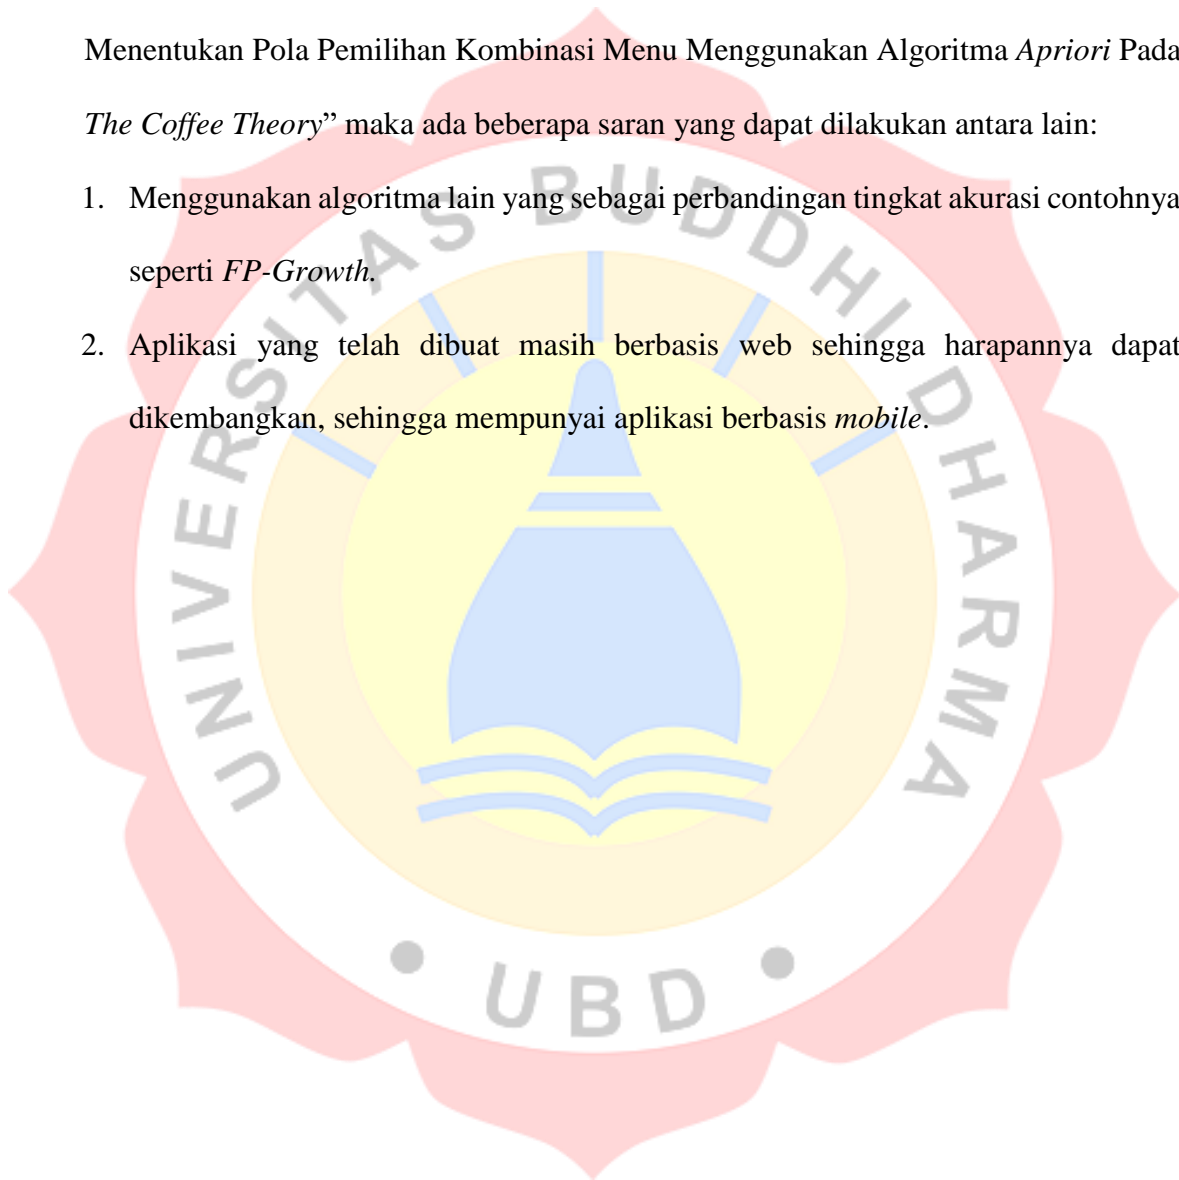 Menentukan Pola Pemilihan Kombinasi Menu Menggunakan Algoritma Apriori Pada
The Coffee Theory” maka ada beberapa saran yang dapat dilakukan antara lain:
1. Menggunakan algoritma lain yang sebagai perbandingan tingkat akurasi contohnya
seperti FP-Growth.
2. Aplikasi yang telah dibuat masih berbasis web sehingga harapannya dapat
dikembangkan, sehingga mempunyai aplikasi berbasis mobile.
UNIVERSITAS BUDDHI DHARMA
• UBD •